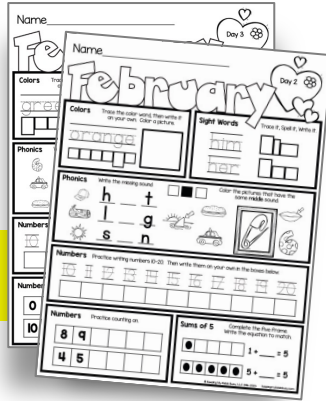 Name
Day 3
Colors
Phonics
Numbers
Numbers
0
10
Name
February
Day 2
Colors
Trace the color word, then write it
on your own. Color a picture.
orange
Sight Words
Trace it, Spell it, Write it
him
her
Phonics
Write the missing sound
Color the pictures that have the
same middle sound
h _ t
l _ g
s _ n
Numbers
Practice writing numbers 10-20. Then write them on your own in the boxes below.
10 11 12 13 14 15 16 17 18 19 20
Numbers
Practice counting on.
8 9
4 5
Sums of 5
Complete the Five Frame.
Write the equation to match.
1 + ___ = 5
___ + ___ = 5